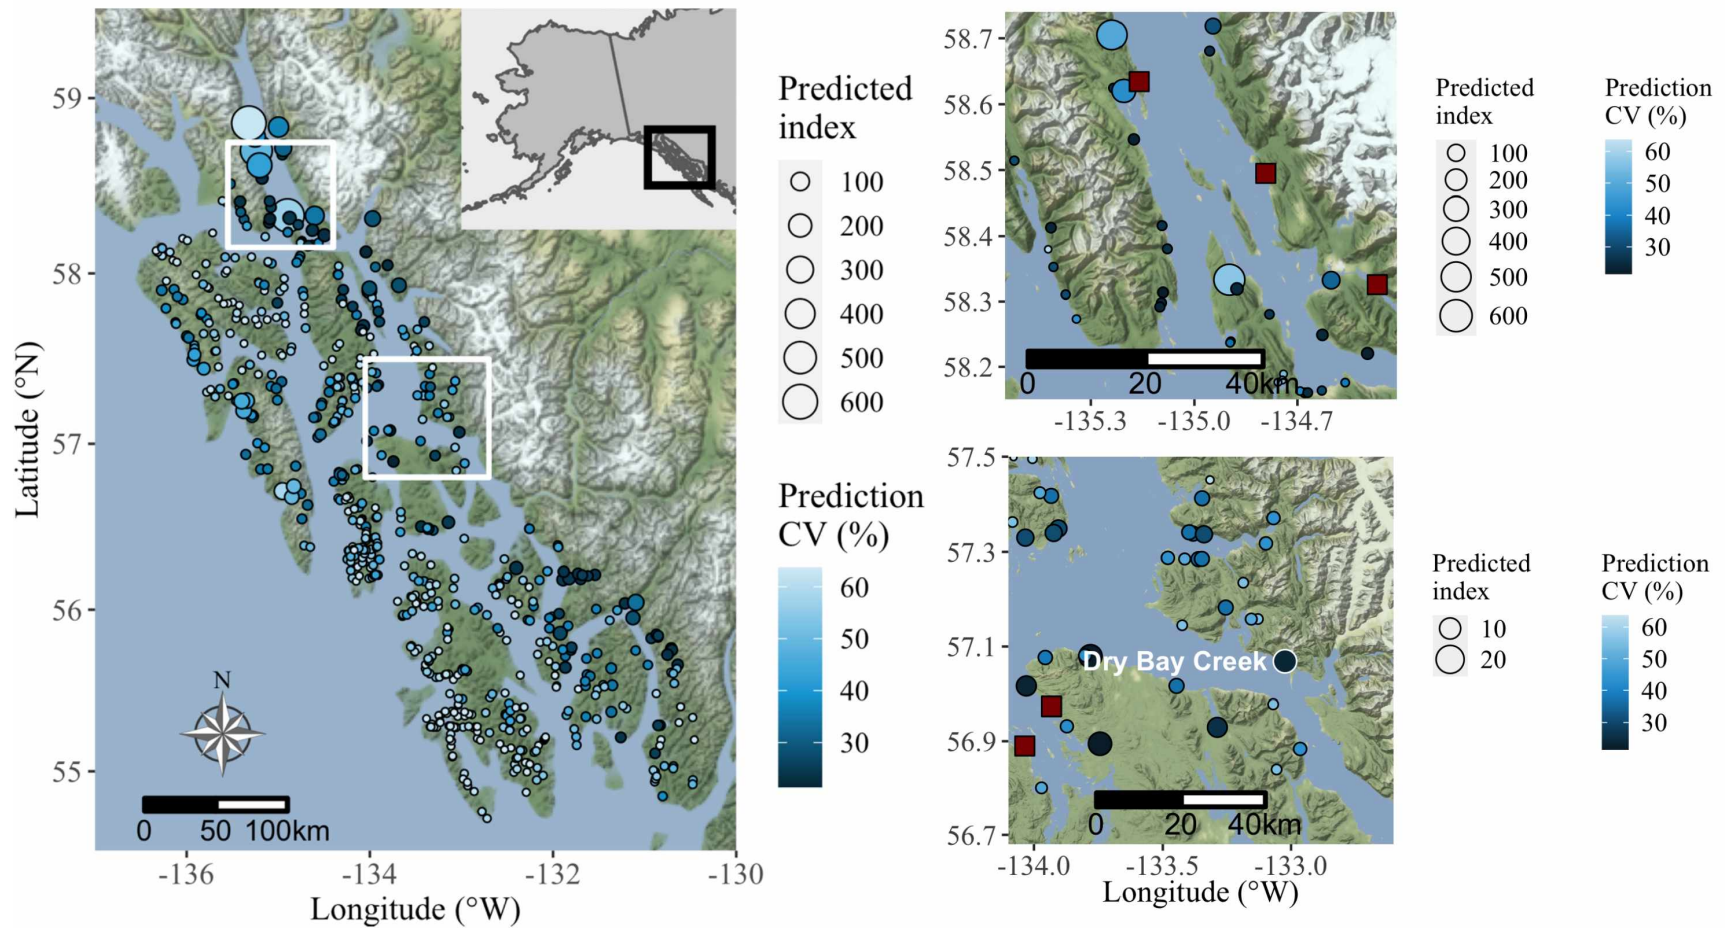 59
58
57
56
55
Latitude (°N)
-136
-134
-132
-130
Longitude (°W)
N
0
50
100km
Predicted
index
100
200
300
400
500
600
Prediction
CV (%)
60
50
40
30
58.7
58.6
58.5
58.4
58.3
58.2
0
20
40km
-135.3
-135.0
-134.7
Predicted
index
100
200
300
400
500
600
Prediction
CV (%)
60
50
40
30
57.5
57.3
57.1
56.9
56.7
Dry Bay Creek
0
20
40km
-134.0
-133.5
-133.0
Longitude (°W)
Predicted
index
10
20
Prediction
CV (%)
60
50
40
30